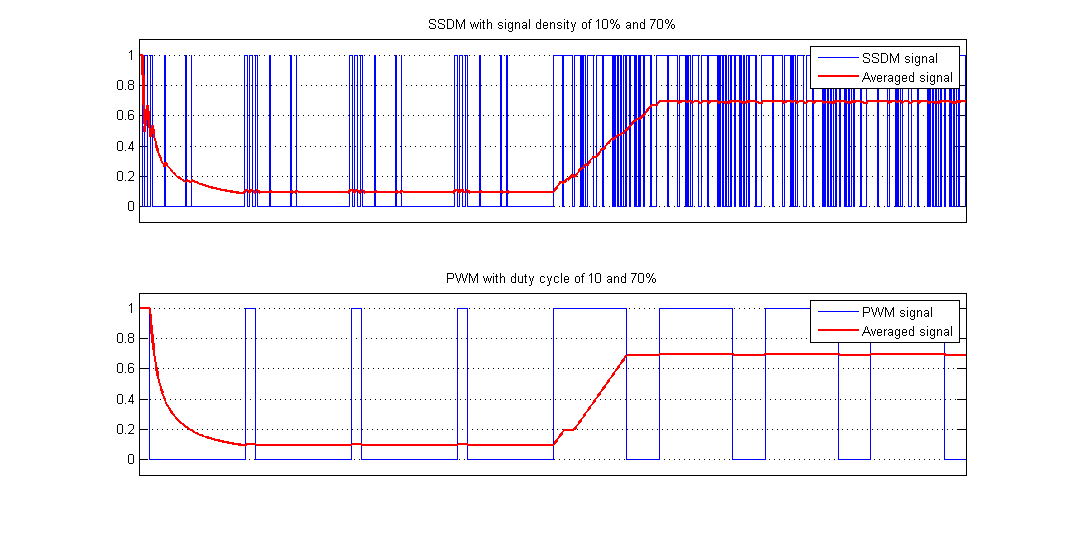 SSDM with signal density of 10% and 70%
1
0.8
0.6
0.4
0.2
0
SSDM signal
Averaged signal
PWM with duty cycle of 10 and 70%
1
0.8
0.6
0.4
0.2
0
PWM signal
Averaged signal